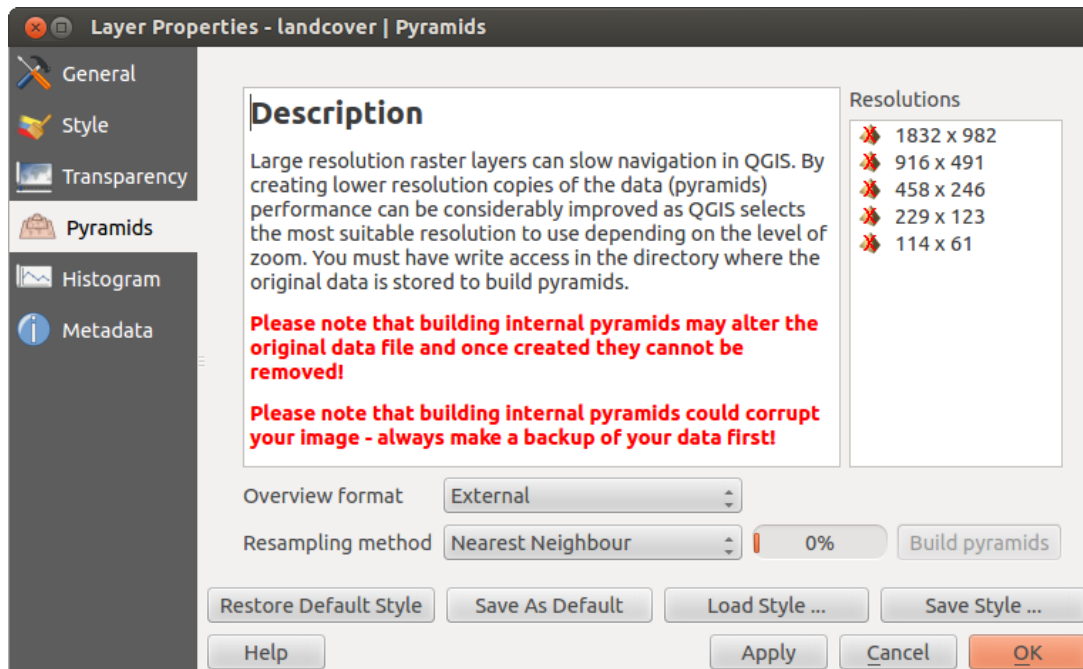 Layer Properties - landcover | Pyramids
General
Style
Transparency
Pyramids
Histogram
Metadata
Description
Large resolution raster layers can slow navigation in QGIS. By
creating lower resolution copies of the data (pyramids)
performance can be considerably improved as QGIS selects
the most suitable resolution to use depending on the level of
zoom. You must have write access in the directory where the
original data is stored to build pyramids.
Please note that building internal pyramids may alter the
original data file and once created they cannot be
removed!
Please note that building internal pyramids could corrupt
your image - always make a backup of your data first!
Resolutions
1832 x 982
916 x 491
458 x 246
229 x 123
114 x 61
Overview format External
Resampling method Nearest Neighbour 0% Build pyramids
Restore Default Style Save As Default Load Style ... Save Style ...
Help Apply Cancel OK